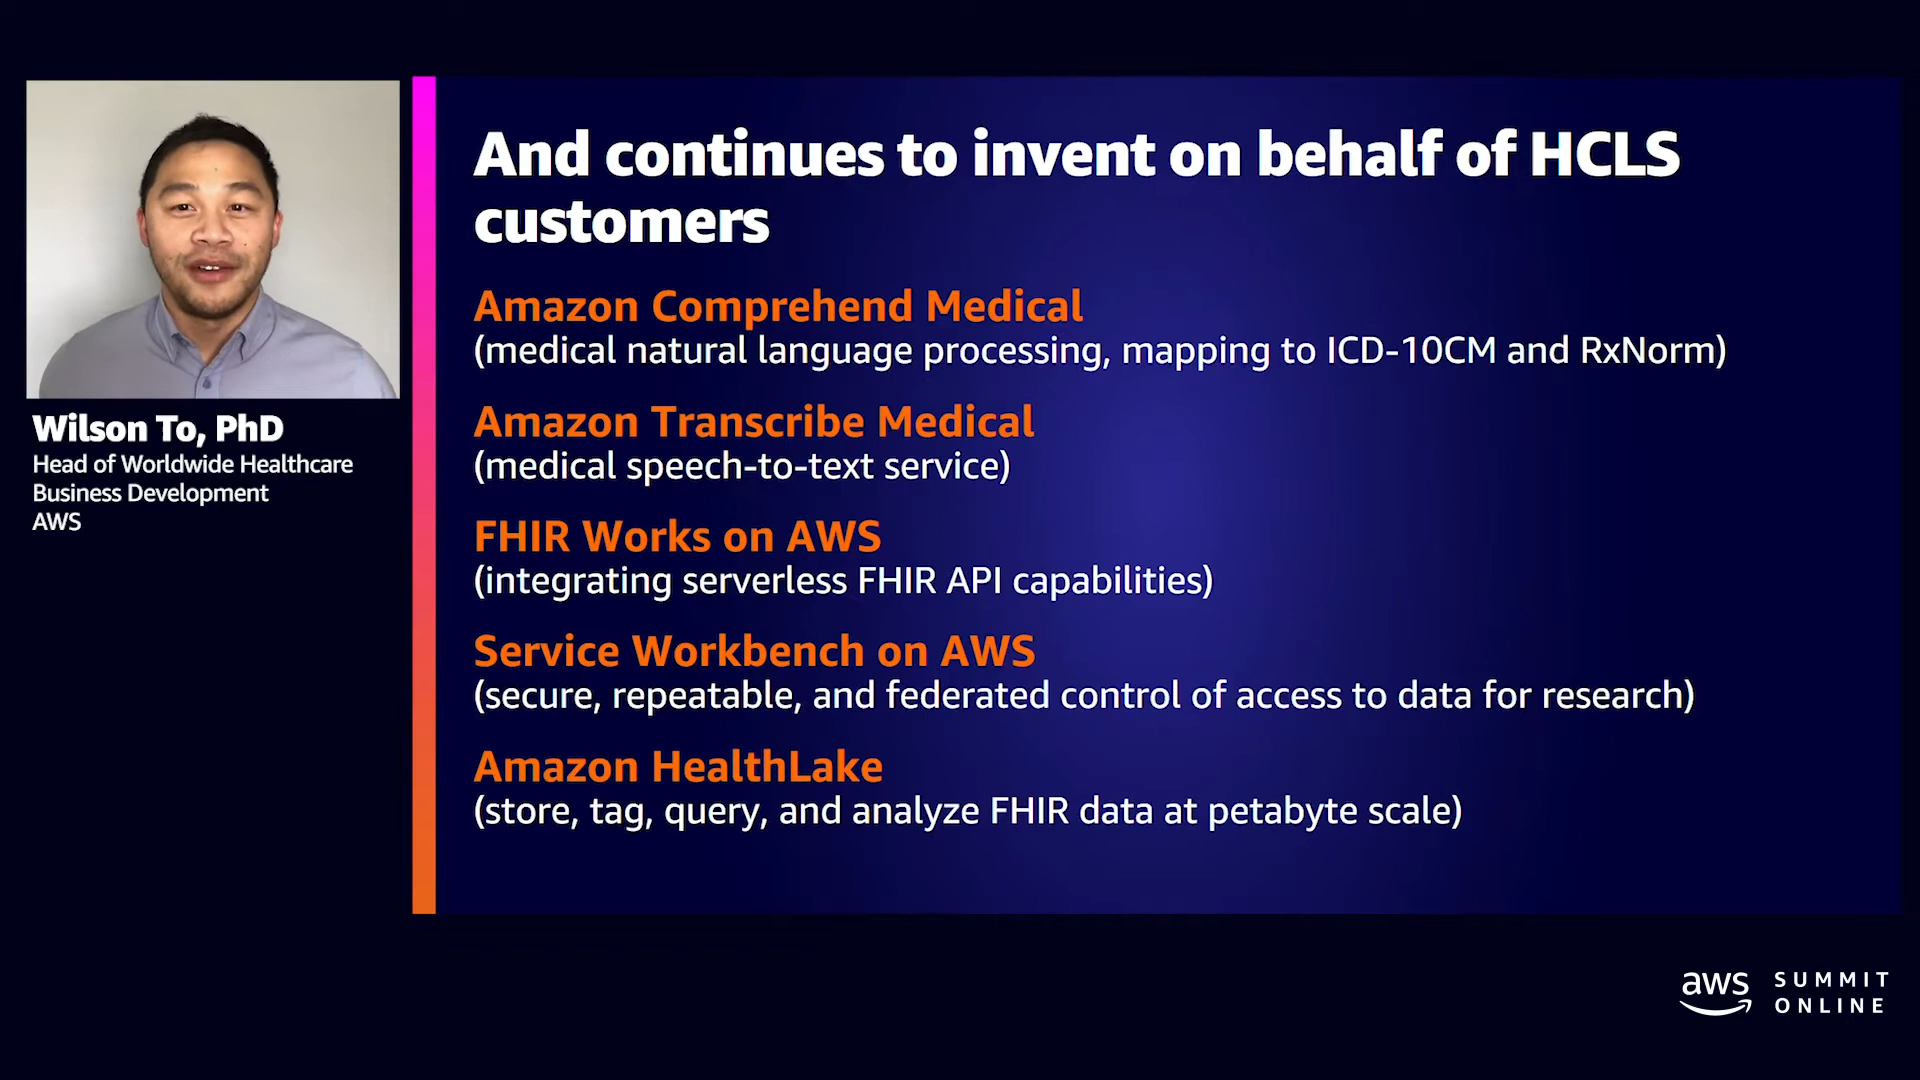 Wilson To, PhD
Head of Worldwide Healthcare
Business Development
AWS
And continues to invent on behalf of HCLS
customers
Amazon Comprehend Medical
(medical natural language processing, mapping to ICD-10CM and RxNorm)
Amazon Transcribe Medical
(medical speech-to-text service)
FHIR Works on AWS
(integrating serverless FHIR API capabilities)
Service Workbench on AWS
(secure, repeatable, and federated control of access to data for research)
Amazon HealthLake
(store, tag, query, and analyze FHIR data at petabyte scale)
aws
SUMMIT
ONLINE